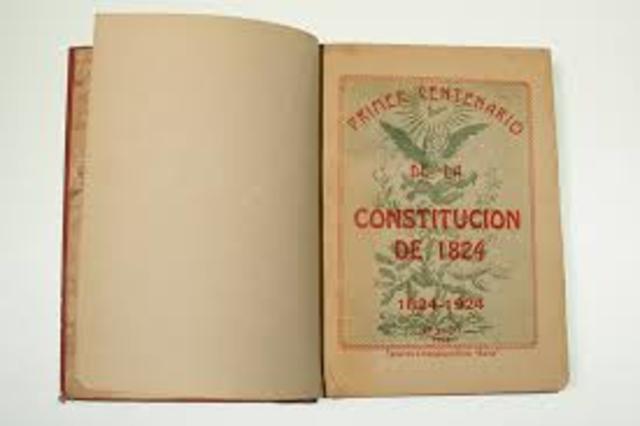 PRIMER CENTENARIO
DE LA
CONSTITUCION
DE 1824
1824-1924